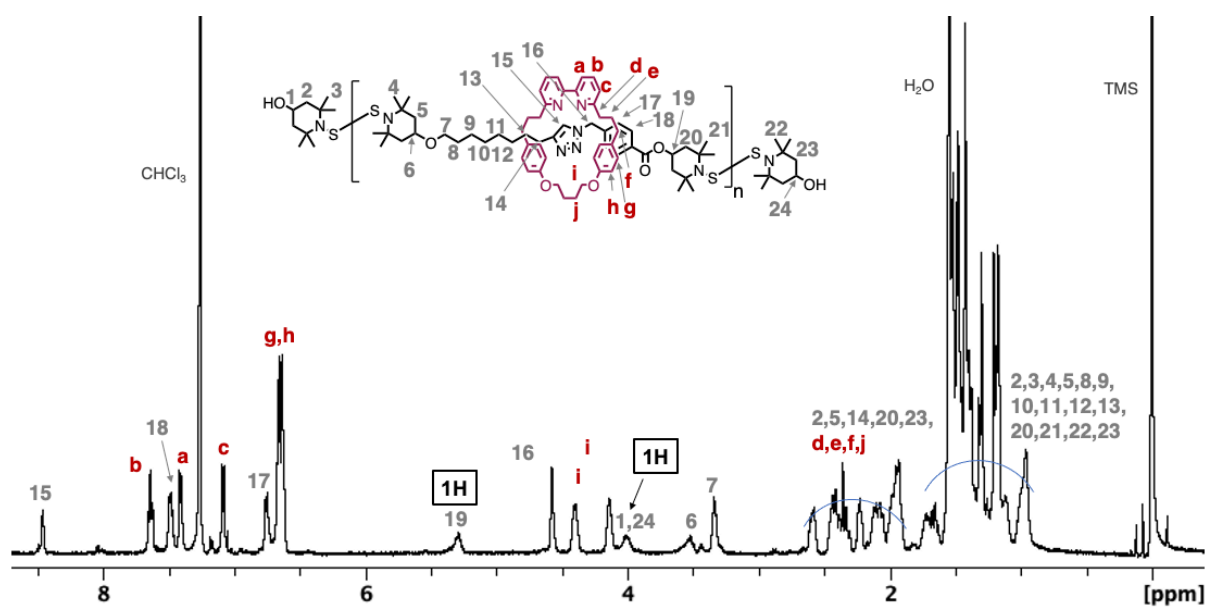 16
15
a b
d
e
c
13
17
19
HO
1
2
3
4
5
S
S
N
N
O
7
8
9
10
11
12
6
14
N N
N
N
N
18
20
21
22
23
O
O
N
S
S
N
OH
n
24
i
O
O
j
f
h
g
H₂O
TMS
CHCl₃
g,h
18
b
a
c
15
17
1H
19
16
i
i
1H
1,24
6
7
2,5,14,20,23,
d,e,f,j
2,3,4,5,8,9,
10,11,12,13,
20,21,22,23
8
6
4
2
[ppm]